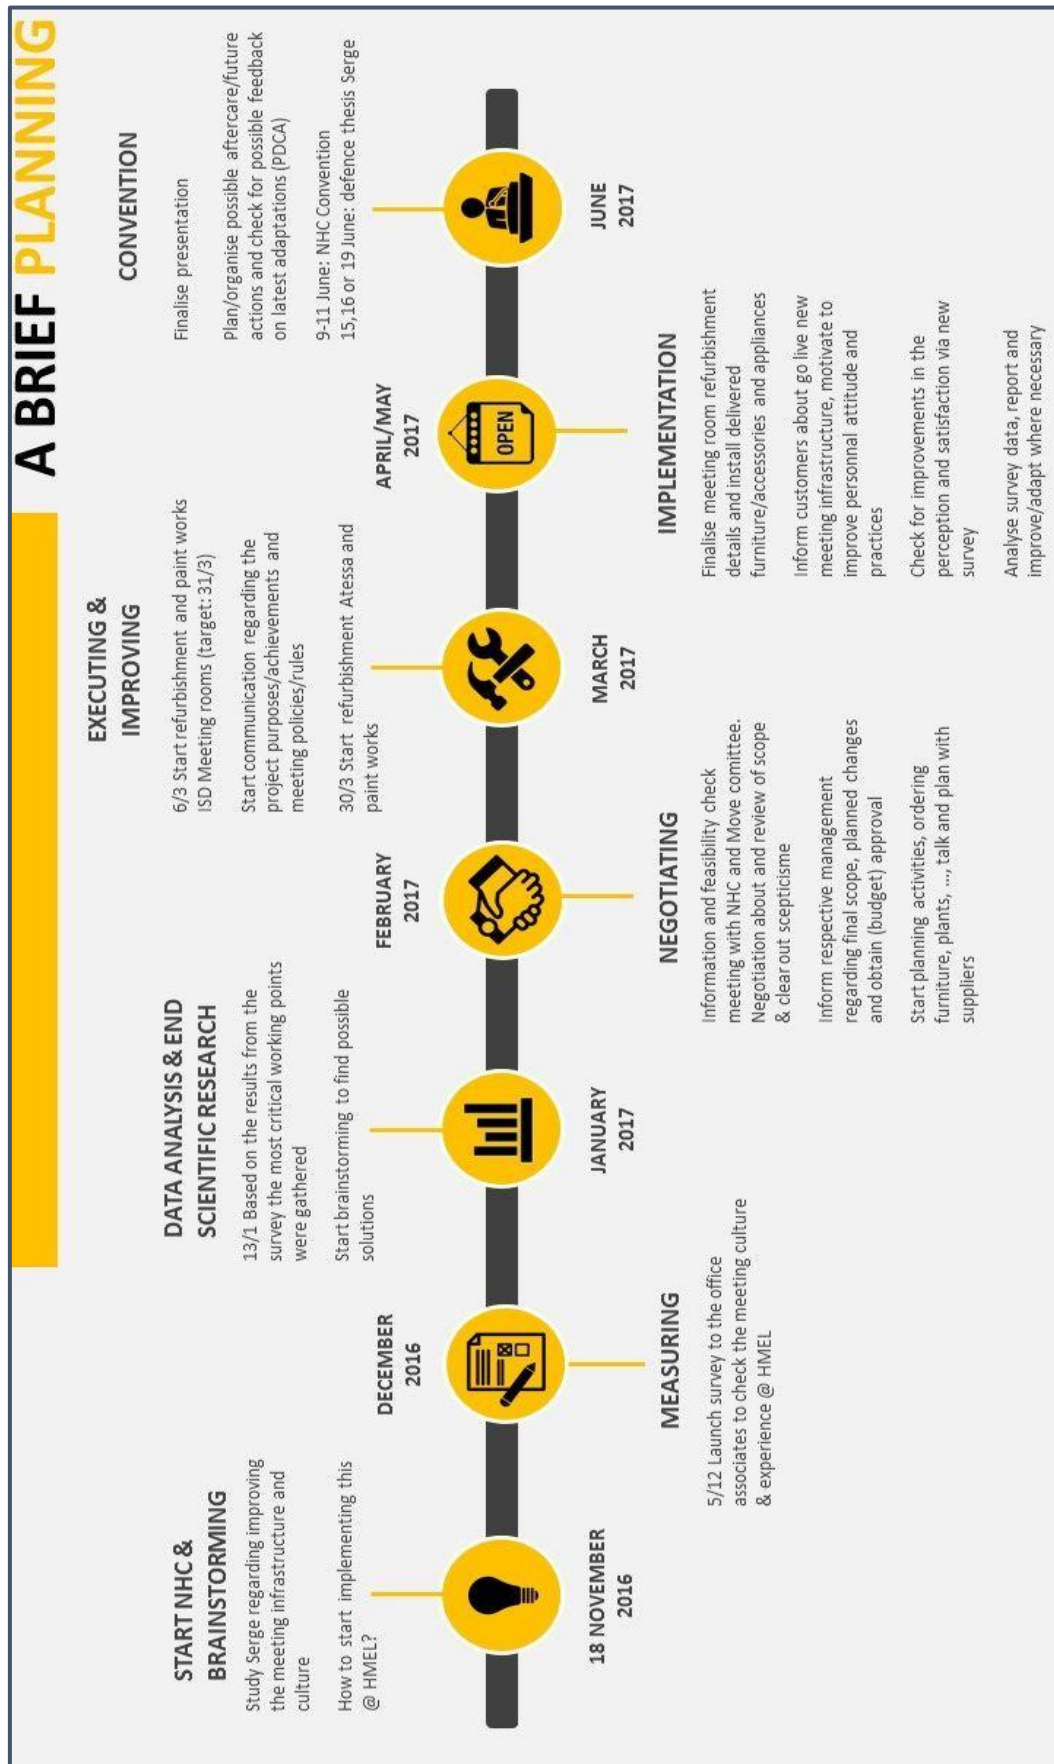 A BRIEF PLANNING
START NHC &
BRAINSTORMING
Study Serge regarding improving
the meeting infrastructure and
culture
How to start implementing this
@ HMEL?
18 NOVEMBER
2016
DECEMBER
2016
MEASURING
5/12 Launch survey to the office
associates to check the meeting culture
& experience @ HMEL
DATA ANALYSIS & END
SCIENTIFIC RESEARCH
13/1 Based on the results from the
survey the most critical working points
were gathered
Start brainstorming to find possible
solutions
JANUARY
2017
FEBRUARY
2017
NEGOTIATING
Information and feasibility check
meeting with NHC and Move comittee.
Negotiation about and review of scope
& clear out scepticisme
Inform respective management
regarding final scope, planned changes
and obtain (budget) approval
Start planning activities, ordering
furniture, plants, ..., talk and plan with
suppliers
EXECUTING &
IMPROVING
6/3 Start refurbishment and paint works
ISD Meeting rooms (target: 31/3)
Start communication regarding the
project purposes/achievements and
meeting policies/rules
30/3 Start refurbishment Atessa and
paint works
MARCH
2017
APRIL/MAY
2017
OPEN
IMPLEMENTATION
Finalise meeting room refurbishment
details and install delivered
furniture/accessories and appliances
Inform customers about go live new
meeting infrastructure, motivate to
improve personnal attitude and
practices
Check for improvements in the
perception and satisfaction via new
survey
Analyse survey data, report and
improve/adapt where necessary
CONVENTION
Finalise presentation
Plan/organise possible aftercare/future
actions and check for possible feedback
on latest adaptations (PDCA)
9-11 June: NHC Convention
15,16 or 19 June: defence thesis Serge
JUNE
2017